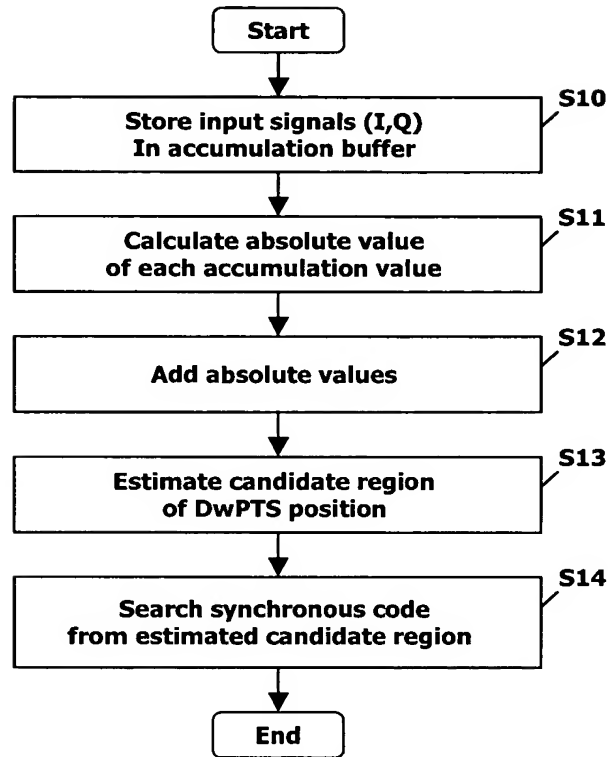 Start
S10
Store input signals (I,Q)
In accumulation buffer
S11
Calculate absolute value
of each accumulation value
S12
Add absolute values
S13
Estimate candidate region
of DwPTS position
S14
Search synchronous code
from estimated candidate region
End